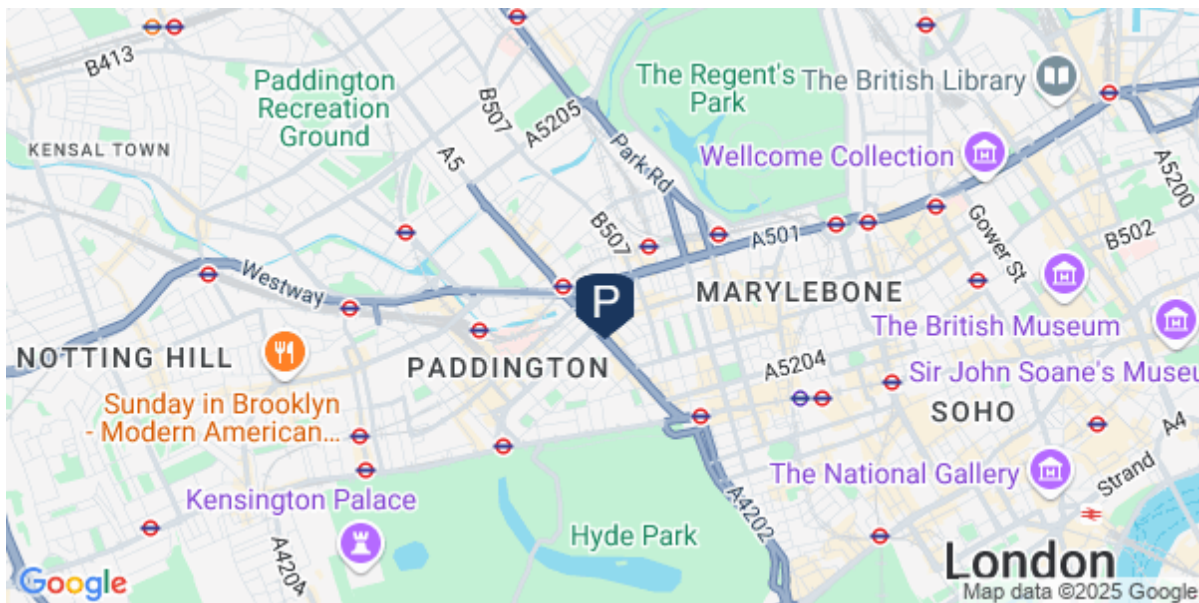 B413
Paddington
Recreation
Ground
B507
A5205
The Regent's
Park
The British Library
KENSAL TOWN
A5
Park Rd
Wellcome Collection
A5200
B507
A501
Gower St
B502
Westway
P
MARYLEBONE
The British Museum
NOTTING HILL
PADDINGTON
A5204
Sir John Soane's Museu
Sunday in Brooklyn
- Modern American...
SOHO
A4
The National Gallery
Strand
Kensington Palace
A4202
Hyde Park
A4204
London
Google
Map data ©2025 Google